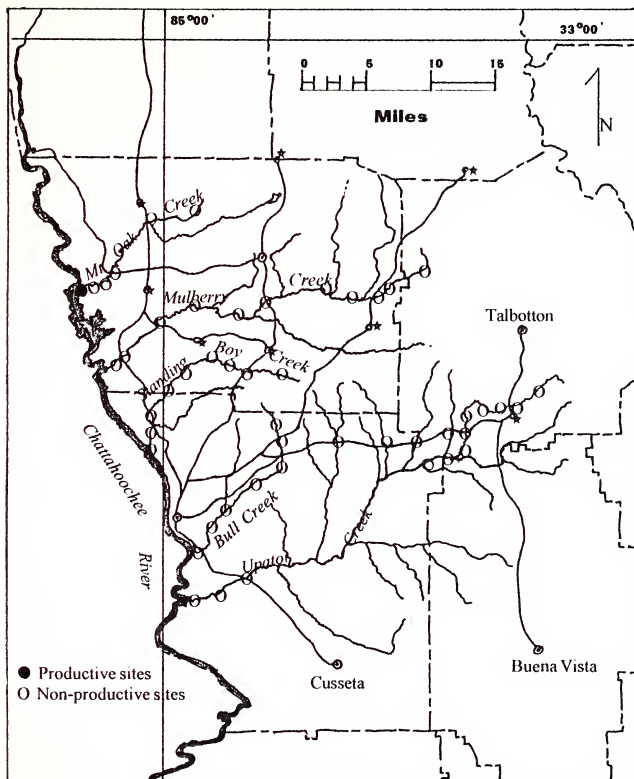 85°00'
33°00'
0 5 10 15
Miles
N
Mt. Oak Creek
Mulberry Creek
Standing Boy Creek
Talbotton
Chattahoochee River
Bull Creek
Upatoi Creek
Cusseta
Buena Vista
● Productive sites
O Non-productive sites